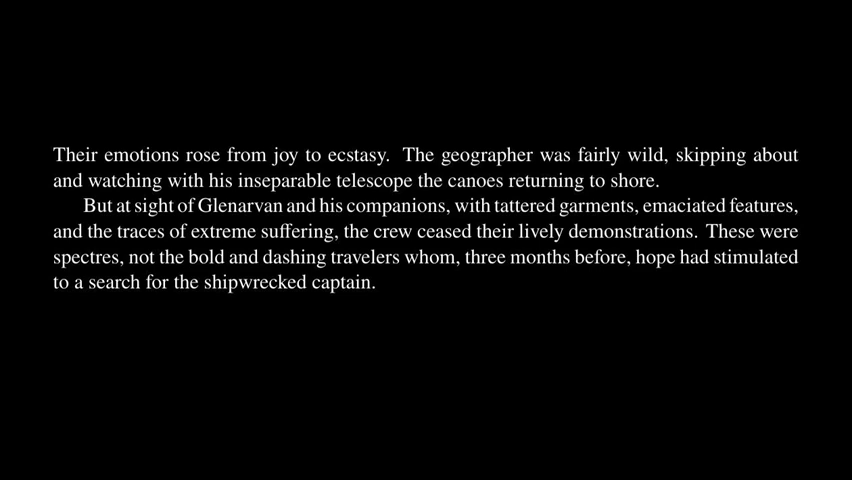 Their emotions rose from joy to ecstasy. The geographer was fairly wild, skipping about
and watching with his inseparable telescope the canoes returning to shore.
But at sight of Glenarvan and his companions, with tattered garments, emaciated features,
and the traces of extreme suffering, the crew ceased their lively demonstrations. These were
spectres, not the bold and dashing travelers whom, three months before, hope had stimulated
to a search for the shipwrecked captain.